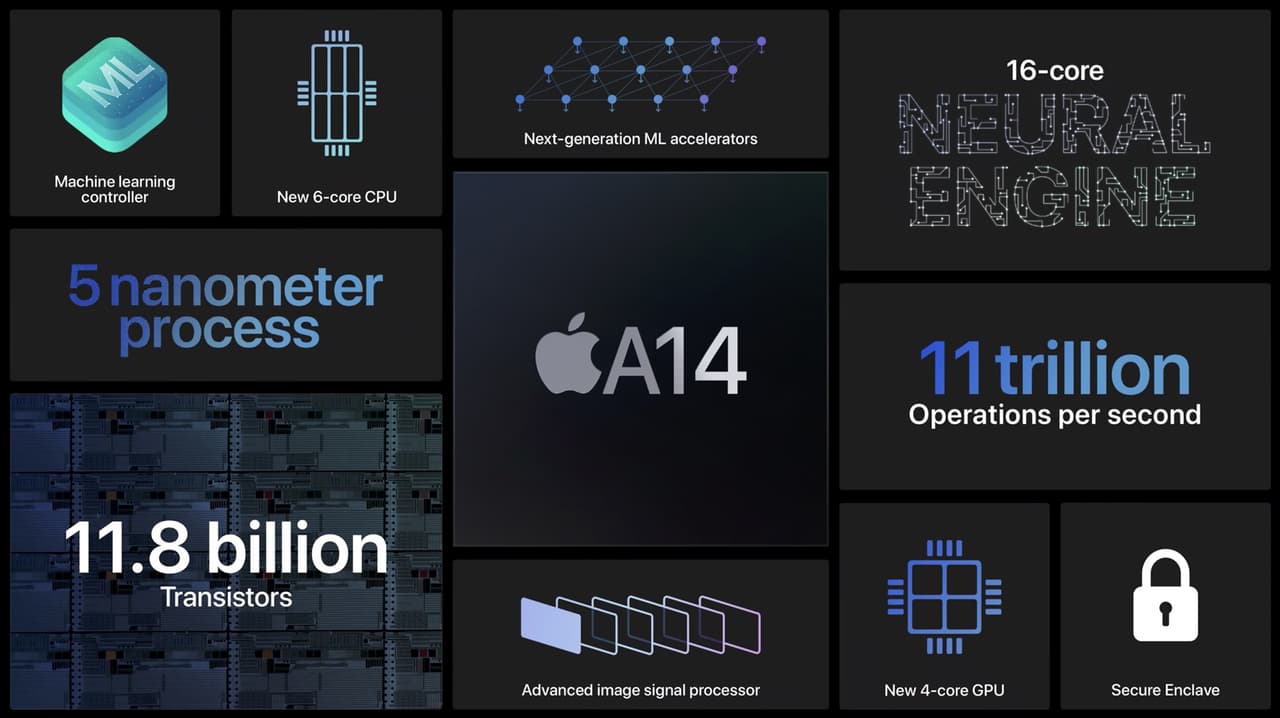 ML
Machine learning
controller
New 6-core CPU
Next-generation ML accelerators
16-core
NEURAL
ENGINE
5 nanometer
process
A14
11 trillion
Operations per second
11.8 billion
Transistors
Advanced image signal processor
New 4-core GPU
Secure Enclave